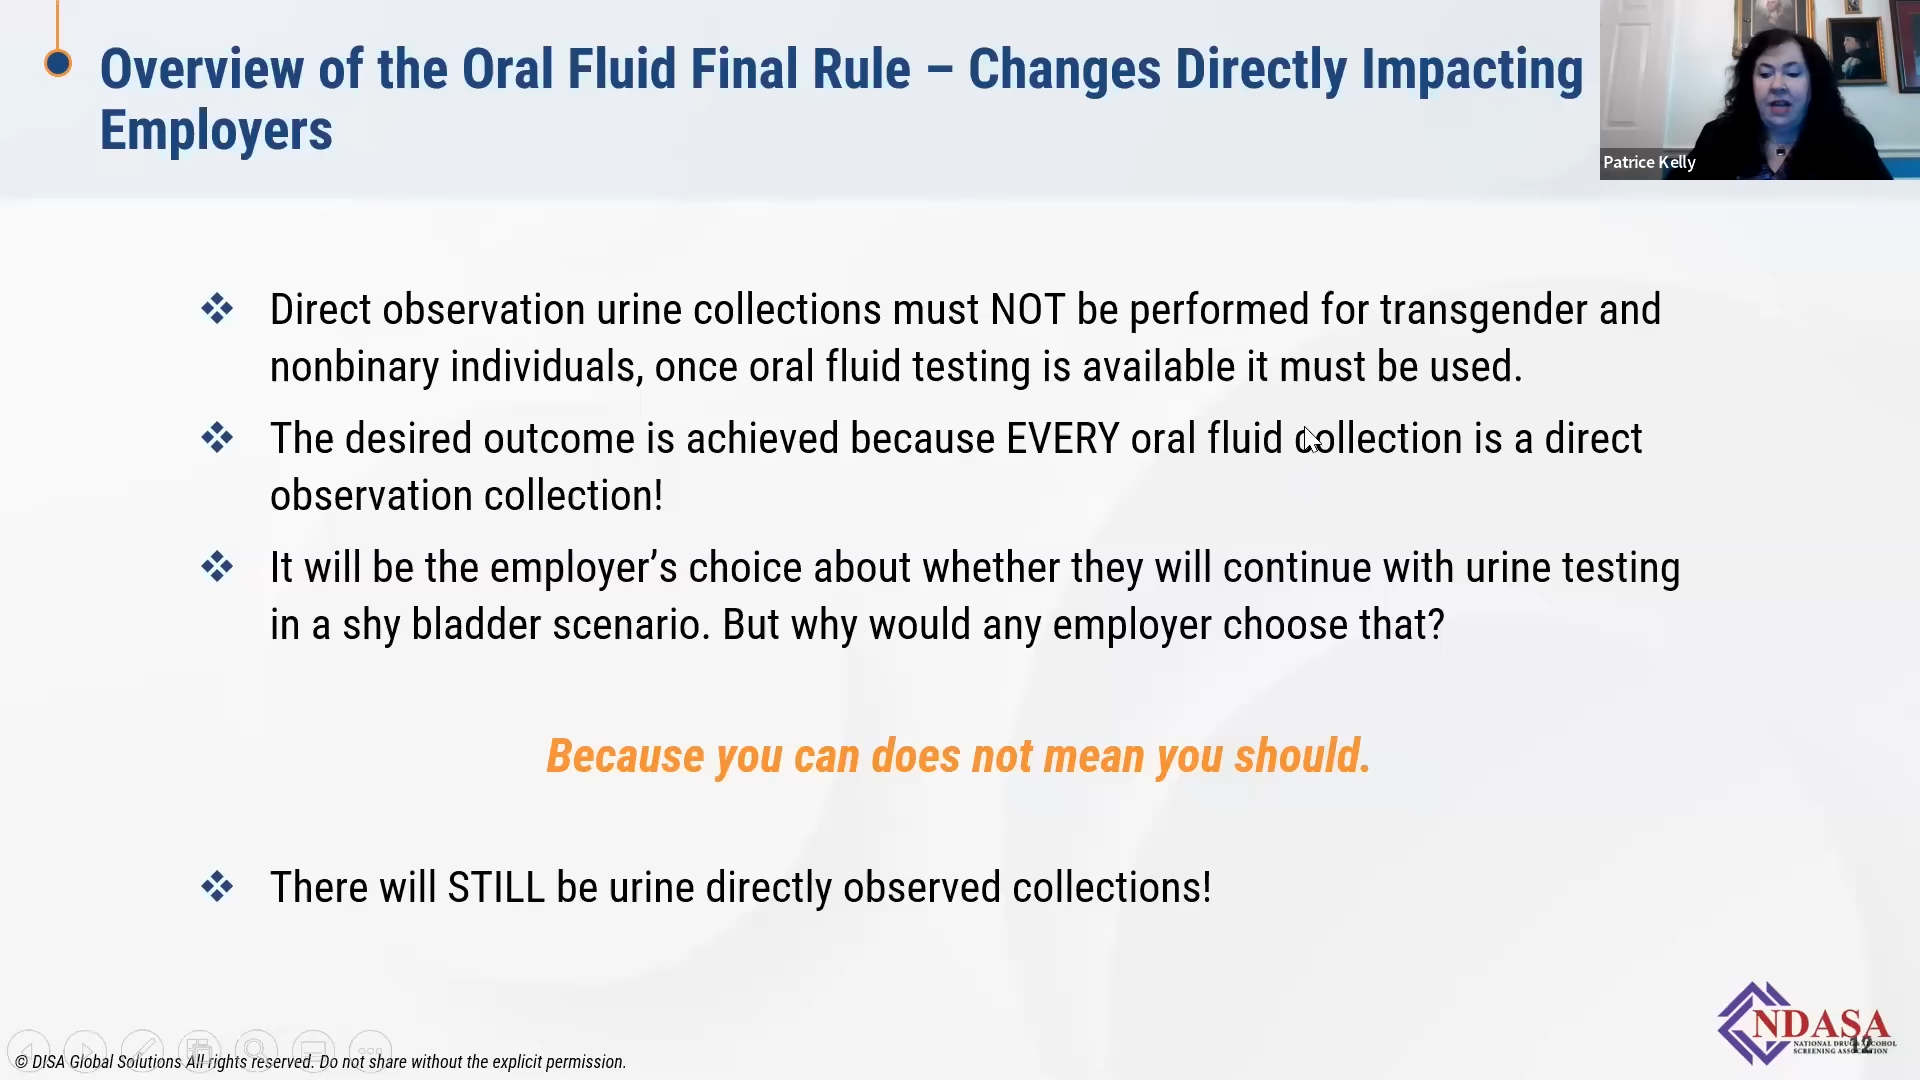 Overview of the Oral Fluid Final Rule – Changes Directly Impacting
Employers
Patrice Kelly
Direct observation urine collections must NOT be performed for transgender and
nonbinary individuals, once oral fluid testing is available it must be used.
The desired outcome is achieved because EVERY oral fluid collection is a direct
observation collection!
It will be the employer’s choice about whether they will continue with urine testing
in a shy bladder scenario. But why would any employer choose that?
Because you can does not mean you should.
There will STILL be urine directly observed collections!
NDASA
NATIONAL DRUG & ALCOHOL
SCREENING ASSOCIATION
12
© DISA Global Solutions All rights reserved. Do not share without the explicit permission.